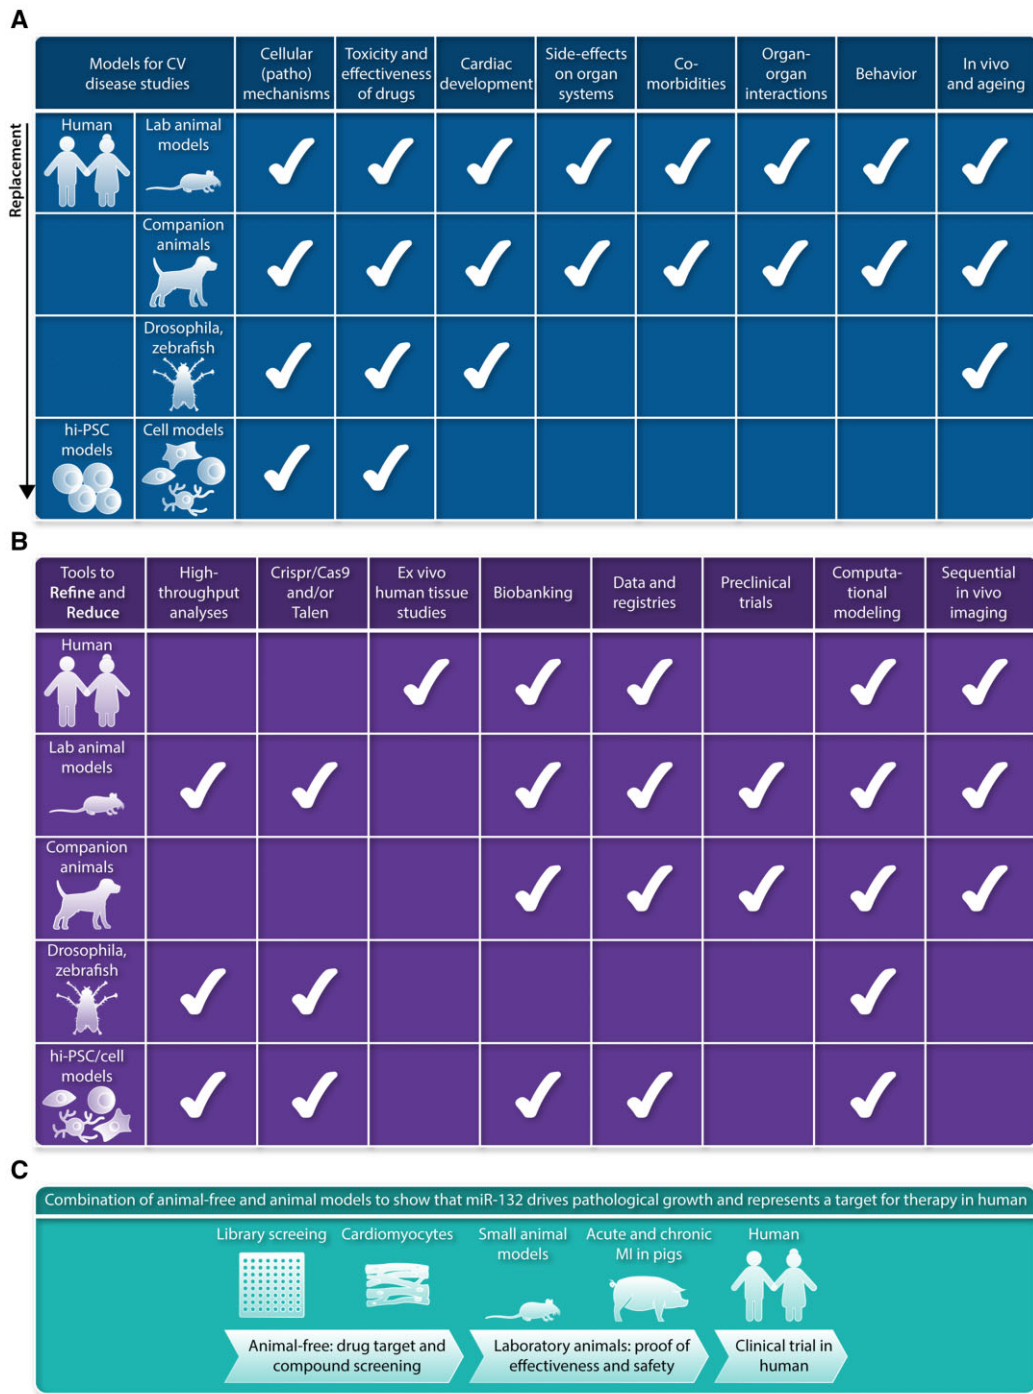 A
Models for CV
disease studies
Cellular
(patho)
mechanisms
Toxicity and
effectiveness
of drugs
Cardiac
development
Side-effects
on organ
systems
Co-
morbidities
Organ-
organ
interactions
Behavior
In vivo
and ageing
Replacement
Human
Lab animal
models
Companion
animals
Drosophila,
zebrafish
hi-PSC
models
Cell models
B
Tools to
Refine and
Reduce
High-
throughput
analyses
Crispr/Cas9
and/or
Talen
Ex vivo
human tissue
studies
Biobanking
Data and
registries
Preclinical
trials
Computa-
tional
modeling
Sequential
in vivo
imaging
Human
Lab animal
models
Companion
animals
Drosophila,
zebrafish
hi-PSC/cell
models
C
Combination of animal-free and animal models to show that miR-132 drives pathological growth and represents a target for therapy in human
Library screeing
Cardiomyocytes
Small animal
models
Acute and chronic
MI in pigs
Human
Animal-free: drug target and
compound screening
Laboratory animals: proof of
effectiveness and safety
Clinical trial in
human